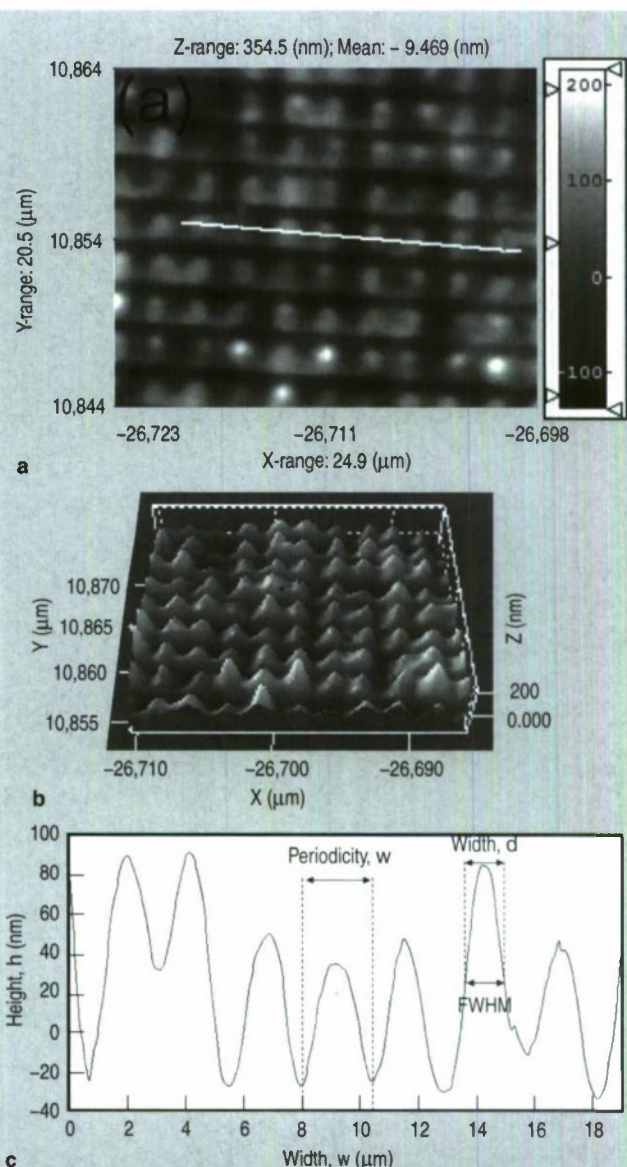 Z-range: 354.5 (nm); Mean: – 9.469 (nm)
10,864
(a)
200
100
0
-100
Y-range: 20.5 (μm)
10,854
10,844
−26,723
−26,711
−26,698
X-range: 24.9 (μm)
a
Y (μm)
10,870
10,865
10,860
10,855
Z (nm)
200
0.000
−26,710
−26,700
−26,690
X (μm)
b
Height, h (nm)
100
80
60
40
20
0
−20
−40
Periodicity, w
Width, d
FWHM
0 2 4 6 8 10 12 14 16 18
Width, w (μm)
c